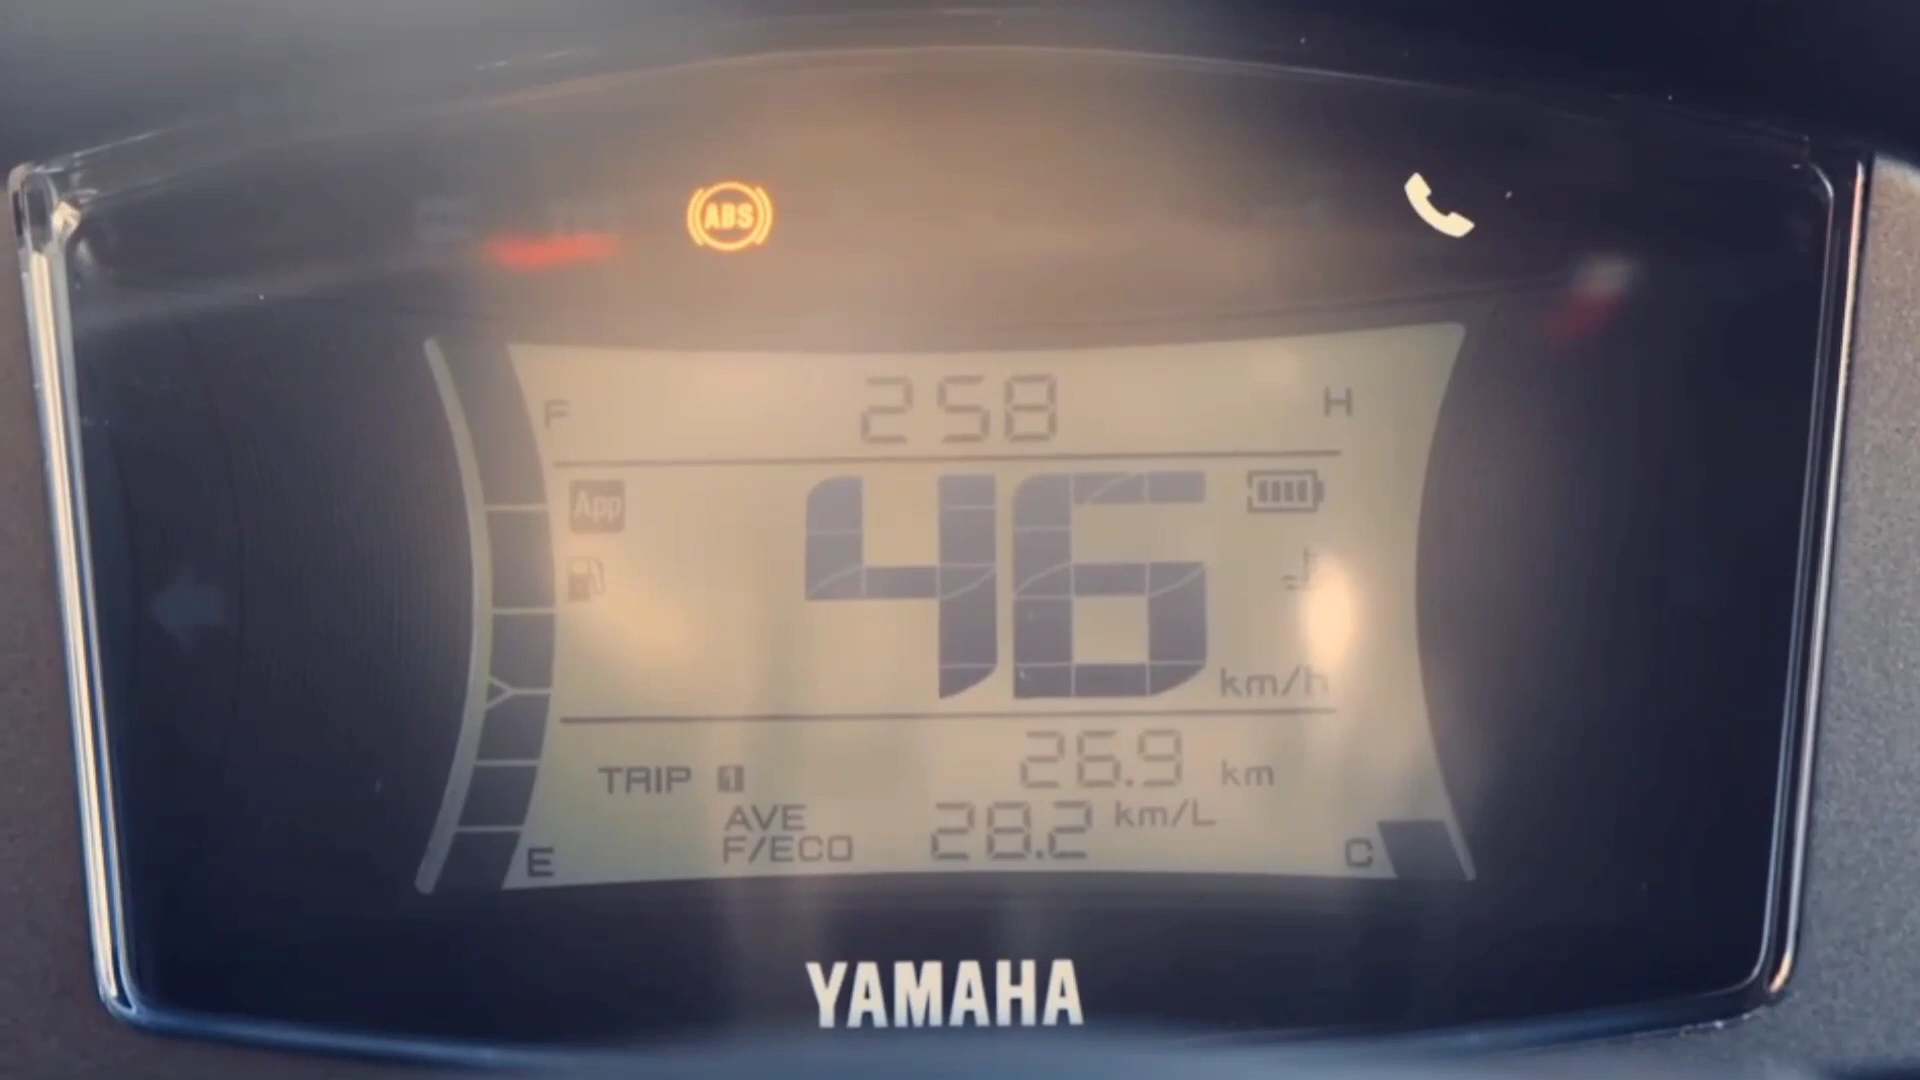 ABS
F 258 H
App
46 km/h
TRIP 1 26.9 km
AVE F/ECO 28.2 km/L
E C
YAMAHA